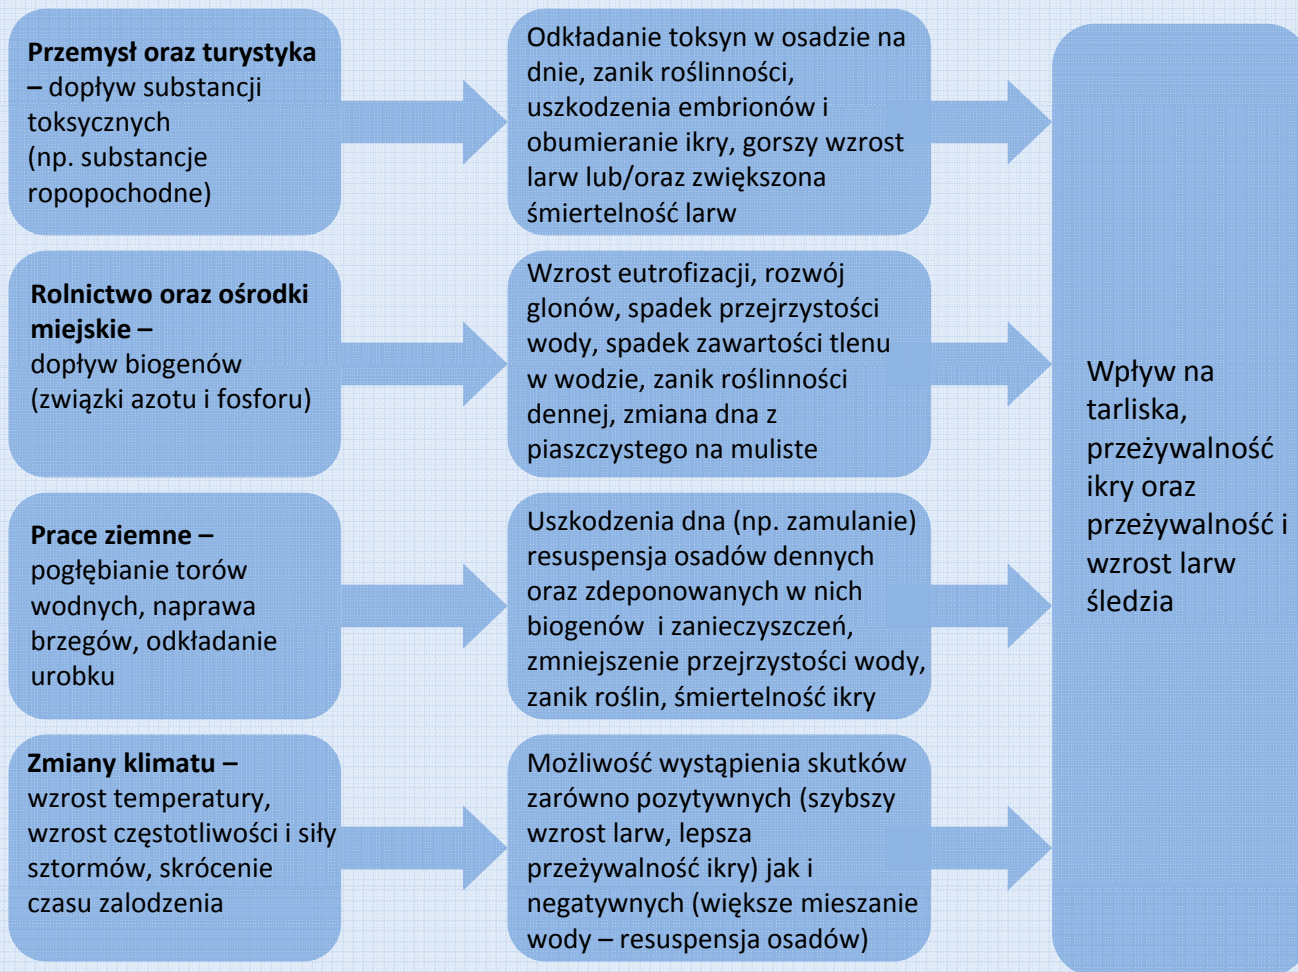 Przemysł oraz turystyka
– dopływ substancji
toksycznych
(np. substancje
ropopochodne)
Odkładanie toksyn w osadzie na
dnie, zanik roślinności,
uszkodzenia embrionów i
obumieranie ikry, gorszy wzrost
larw lub/oraz zwiększona
śmiertelność larw
Rolnictwo oraz ośrodki
miejskie –
dopływ biogenów
(związki azotu i fosforu)
Wzrost eutrofizacji, rozwój
glonów, spadek przejrzystości
wody, spadek zawartości tlenu
w wodzie, zanik roślinności
dennej, zmiana dna z
piaszczystego na muliste
Prace ziemne –
pogłębianie torów
wodnych, naprawa
brzegów, odkładanie
urobku
Uszkodzenia dna (np. zamulanie)
resuspensja osadów dennych
oraz zdeponowanych w nich
biogenów i zanieczyszczeń,
zmniejszenie przejrzystości wody,
zanik roślin, śmiertelność ikry
Zmiany klimatu –
wzrost temperatury,
wzrost częstotliwości i siły
sztormów, skrócenie
czasu zalodzenia
Możliwość wystąpienia skutków
zarówno pozytywnych (szybszy
wzrost larw, lepsza
przeżywalność ikry) jak i
negatywnych (większe mieszanie
wody – resuspensja osadów)
Wpływ na
tarliska,
przeżywalność
ikry oraz
przeżywalność i
wzrost larw
śledzia